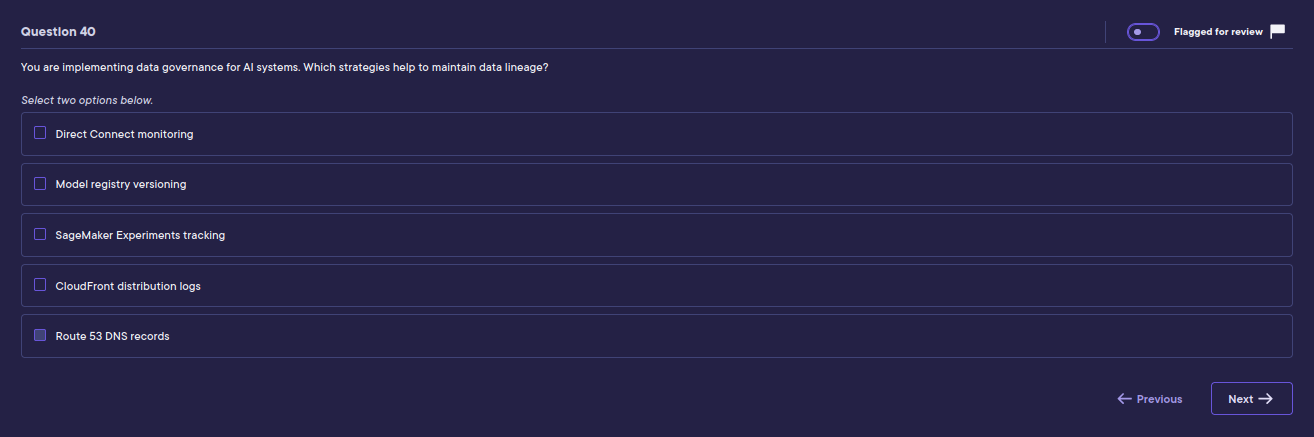 Question 40
Flagged for review
You are implementing data governance for AI systems. Which strategies help to maintain data lineage?
Select two options below.
Direct Connect monitoring
Model registry versioning
SageMaker Experiments tracking
CloudFront distribution logs
Route 53 DNS records
Previous
Next